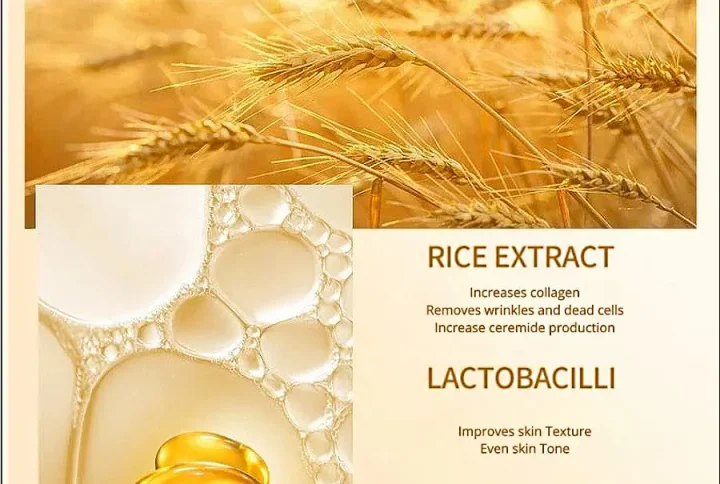 RICE EXTRACT
Increases collagen
Removes wrinkles and dead cells
Increase ceremide production
LACTOBACILLI
Improves skin Texture
Even skin Tone